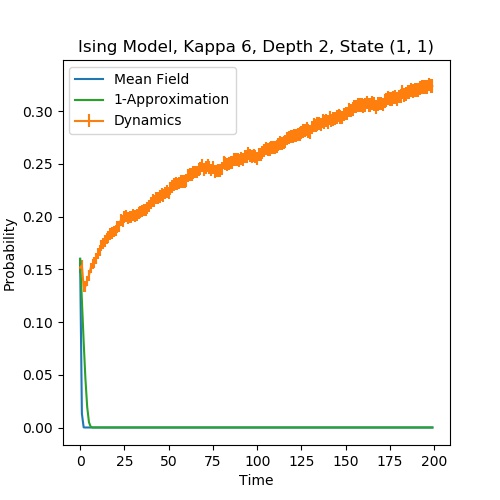 Ising Model, Kappa 6, Depth 2, State (1, 1)
Mean Field
1-Approximation
Dynamics
0.30
0.25
0.20
0.15
0.10
0.05
0.00
Probability
0 25 50 75 100 125 150 175 200
Time